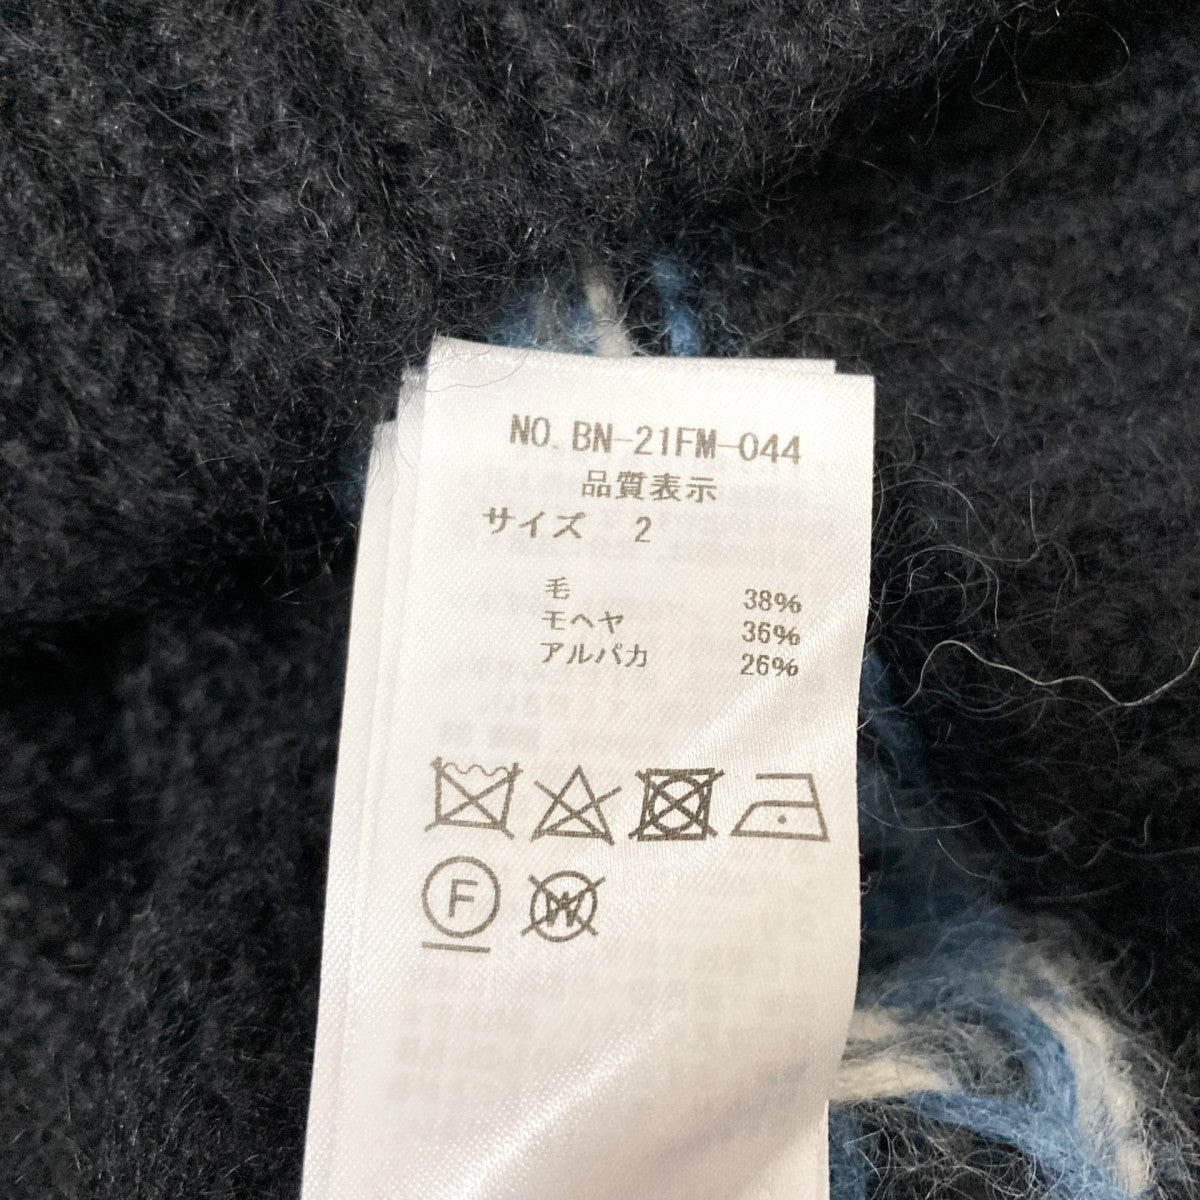 NO. BN-21FM-044
品質表示
サイズ 2
毛 38%
モヘヤ 36%
アルパカ 26%
F W